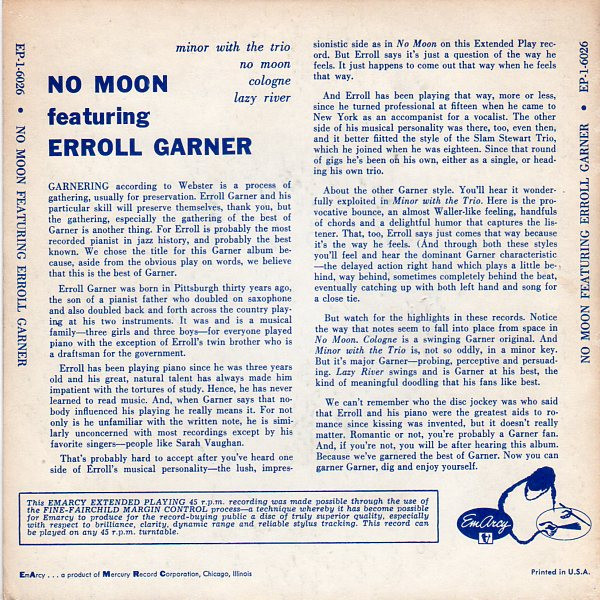 EP-1-6026 • NO MOON FEATURING ERROLL GARNER
minor with the trio
no moon
cologne
lazy river
NO MOON
featuring
ERROLL GARNER
GARNERING according to Webster is a process of
gathering, usually for preservation. Erroll Garner and his
particular skill will preserve themselves, thank you, but
the gathering, especially the gathering of the best of
Garner is another thing. For Erroll is probably the most
recorded pianist in jazz history, and probably the best
known. We chose the title for this Garner album be-
cause, aside from the obvious play on words, we believe
that this is the best of Garner.
Erroll Garner was born in Pittsburgh thirty years ago,
the son of a pianist father who doubled on saxophone
and also doubled back and forth across the country play-
ing at his two instruments. It was and is a musical
family—three girls and three boys—for everyone played
piano with the exception of Erroll's twin brother who is
a draftsman for the government.
Erroll has been playing piano since he was three years
old and his great, natural talent has always made him
impatient with the tortures of study. Hence, he has never
learned to read music. And, when Garner says that no-
body influenced his playing he really means it. For not
only is he unfamiliar with the written note, he is sim-
ilarly unconcerned with most recordings except by his
favorite singers—people like Sarah Vaughan.
That's probably hard to accept after you've heard one
side of Erroll's musical personality—the lush, impres-
sionistic side as in No Moon on this Extended Play rec-
ord. But Erroll says it's just a question of the way he
feels. It just happens to come out that way when he feels
that way.
And Erroll has been playing that way, more or less,
since he turned professional at fifteen when he came to
New York as an accompanist for a vocalist. The other
side of his musical personality was there, too, even then,
and it better fitted the style of the Slam Stewart Trio,
which he joined when he was eighteen. Since that round
of gigs he's been on his own, either as a single, or head-
ing his own trio.
About the other Garner style. You'll hear it wonder-
fully exploited in Minor with the Trio. Here is the pro-
vocative bounce, an almost Waller-like feeling, handfuls
of chords and a delightful humor that captures the lis-
tener. That, too, Erroll says just comes that way because
it's the way he feels. (And through both these styles
you'll feel and hear the dominant Garner characteristic
—the delayed action right hand which plays a little be-
hind, way behind, sometimes completely behind the beat,
eventually catching up with both left hand and song for
a close tie.
But watch for the highlights in these records. Notice
the way that notes seem to fall into place from space in
No Moon. Cologne is a swinging Garner original. And
Minor with the Trio is, not so oddly, in a minor key.
But it's major Garner—probing, perceptive and persuad-
ing. Lazy River swings and is Garner at his best, the
kind of meaningful doodling that his fans like best.
We can't remember who the disc jockey was who said
that Erroll and his piano were the greatest aids to ro-
mance since kissing was invented, but it doesn't really
matter. Romantic or not, you're probably a Garner fan.
And, if you're not, you will be after hearing this album.
Because we've garnered the best of Garner. Now you can
garner Garner, dig and enjoy yourself.
NO MOON FEATURING ERROLL GARNER • EP-1-6026
This EMARCY EXTENDED PLAYING 45 r.p.m. recording was made possible through the use of
the FINE-FAIRCHILD MARGIN CONTROL process—a technique whereby it has become possible
for Emarcy to produce for the record-buying public a disc of truly superior quality, especially
with respect to brilliance, clarity, dynamic range and reliable stylus tracking. This record can
be played on any 45 r.p.m. turntable.
EmArcy
EmArcy . . . a product of Mercury Record Corporation, Chicago, Illinois
Printed in U.S.A.